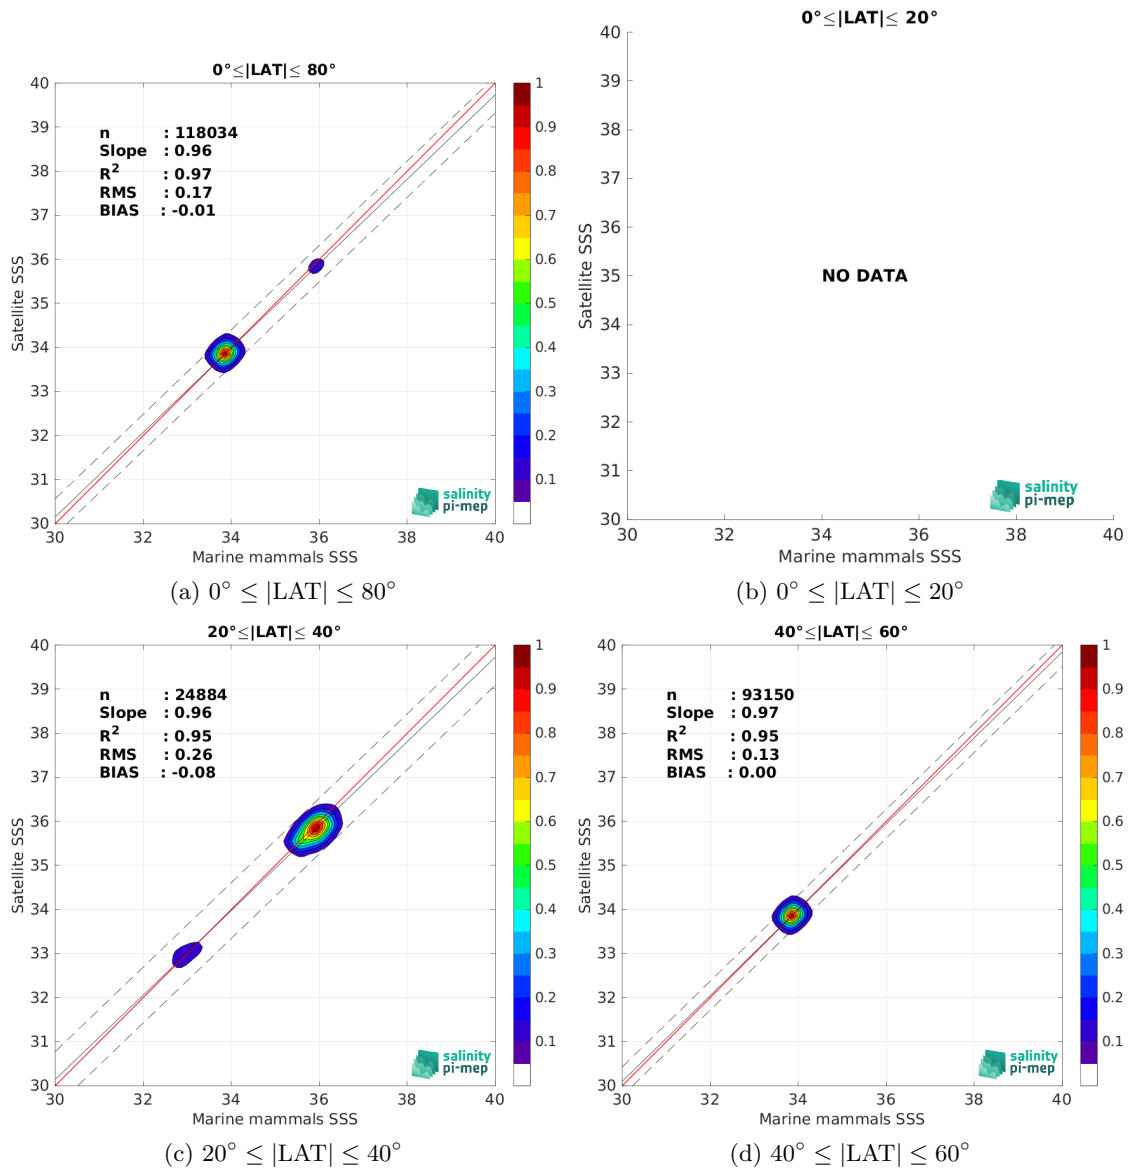 0°≤|LAT|≤ 80°
40
39
38
37
36
35
34
33
32
31
30
Satellite SSS
n : 118034
Slope : 0.96
R² : 0.97
RMS : 0.17
BIAS : -0.01
salinity
pi-mep
30 32 34 36 38 40
Marine mammals SSS
1
0.9
0.8
0.7
0.6
0.5
0.4
0.3
0.2
0.1
(a) 0° ≤ |LAT| ≤ 80°
0°≤|LAT|≤ 20°
40
39
38
37
36
35
34
33
32
31
30
Satellite SSS
NO DATA
salinity
pi-mep
30 32 34 36 38 40
Marine mammals SSS
(b) 0° ≤ |LAT| ≤ 20°
20°≤|LAT|≤ 40°
40
39
38
37
36
35
34
33
32
31
30
Satellite SSS
n : 24884
Slope : 0.96
R² : 0.95
RMS : 0.26
BIAS : -0.08
salinity
pi-mep
30 32 34 36 38 40
Marine mammals SSS
1
0.9
0.8
0.7
0.6
0.5
0.4
0.3
0.2
0.1
(c) 20° ≤ |LAT| ≤ 40°
40°≤|LAT|≤ 60°
40
39
38
37
36
35
34
33
32
31
30
Satellite SSS
n : 93150
Slope : 0.97
R² : 0.95
RMS : 0.13
BIAS : 0.00
salinity
pi-mep
30 32 34 36 38 40
Marine mammals SSS
1
0.9
0.8
0.7
0.6
0.5
0.4
0.3
0.2
0.1
(d) 40° ≤ |LAT| ≤ 60°